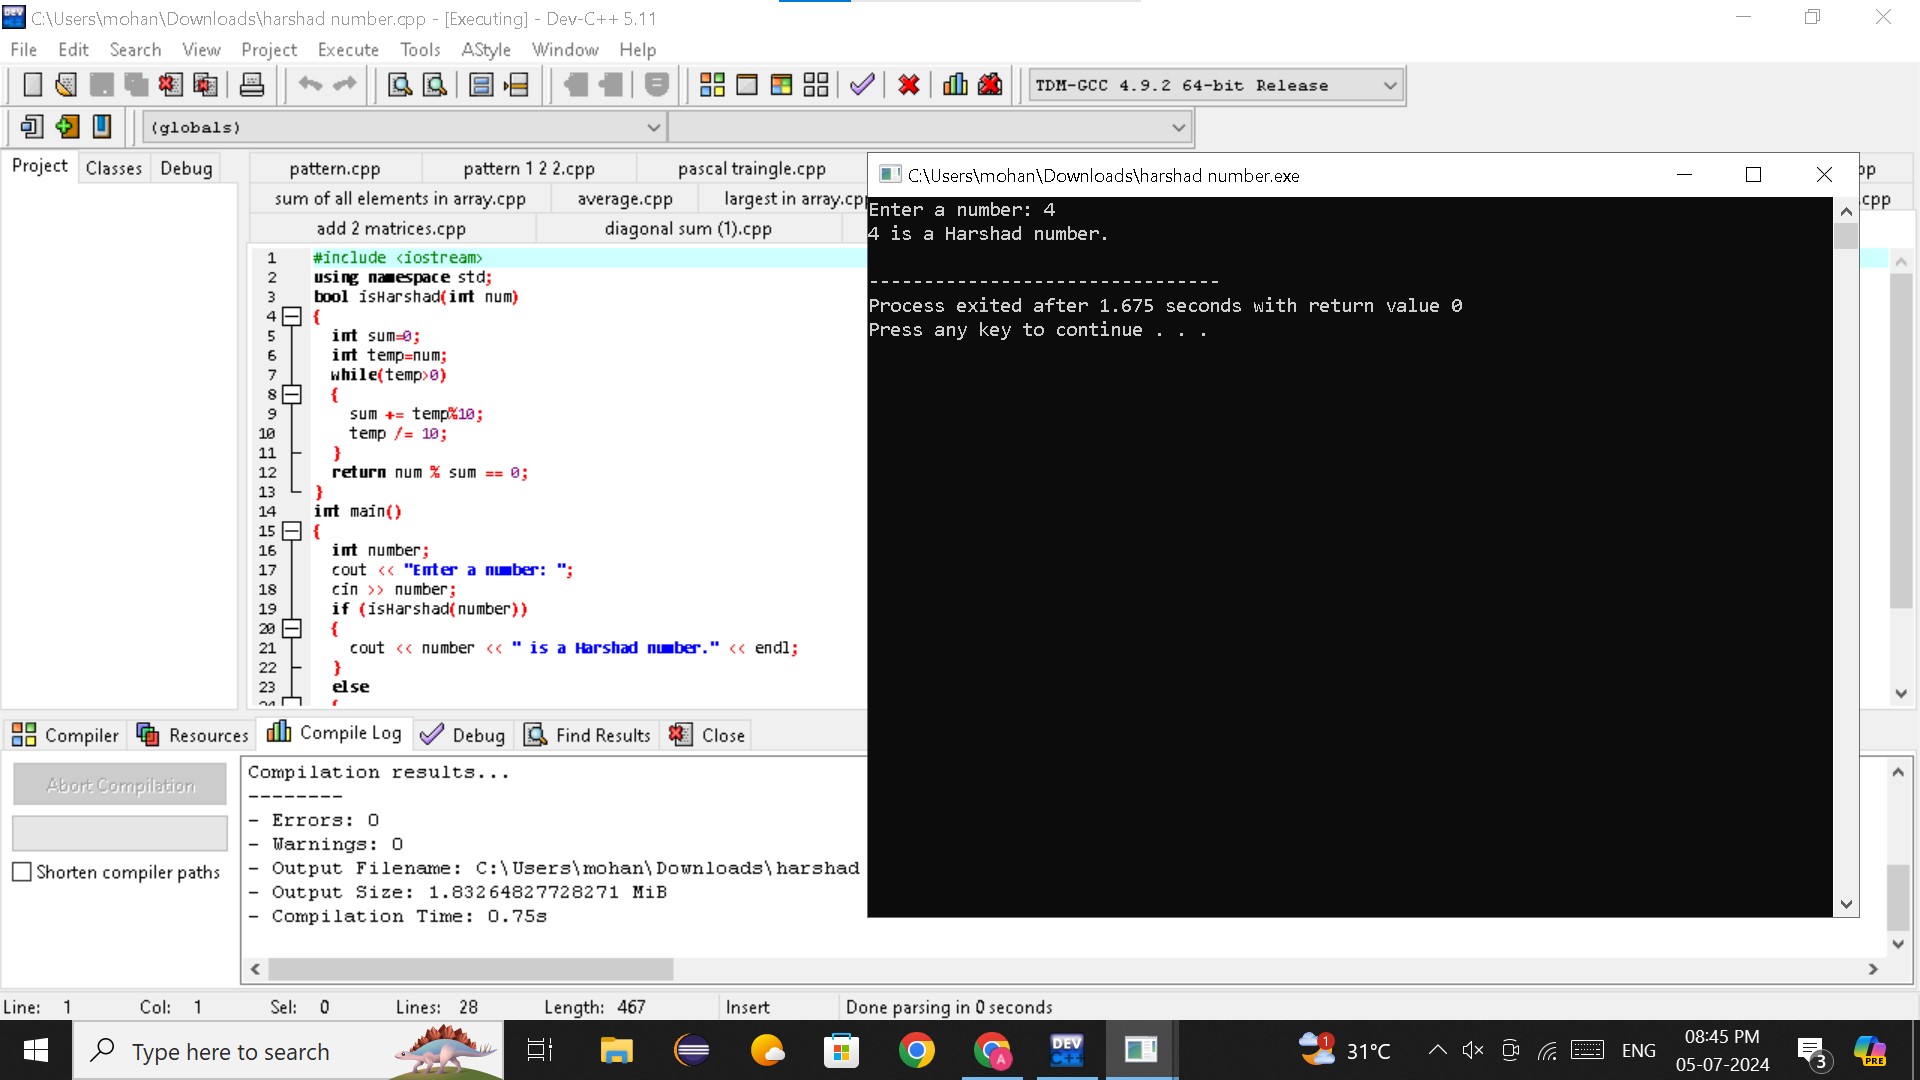 C:\Users\mohan\Downloads\harshad number.cpp - [Executing] - Dev-C++ 5.11
File Edit Search View Project Execute Tools AStyle Window Help
TDM-GCC 4.9.2 64-bit Release
(globals)
Project Classes Debug
pattern.cpp pattern 1 2 2.cpp pascal traingle.cpp
sum of all elements in array.cpp average.cpp largest in array.cpp .cpp
add 2 matrices.cpp diagonal sum (1).cpp
1 #include <iostream>
2 using namespace std;
3 bool isHarshad(int num)
4 {
5 int sum=0;
6 int temp=num;
7 while(temp>0)
8 {
9 sum += temp%10;
10 temp /= 10;
11 }
12 return num % sum == 0;
13 }
14 int main()
15 {
16 int number;
17 cout << "Enter a number: ";
18 cin >> number;
19 if (isHarshad(number))
20 {
21 cout << number << " is a Harshad number." << endl;
22 }
23 else
C:\Users\mohan\Downloads\harshad number.exe
Enter a number: 4
4 is a Harshad number.
--------------------------------
Process exited after 1.675 seconds with return value 0
Press any key to continue . . .
Compiler Resources Compile Log Debug Find Results Close
Abort Compilation
Shorten compiler paths
Compilation results...
--------
- Errors: 0
- Warnings: 0
- Output Filename: C:\Users\mohan\Downloads\harshad
- Output Size: 1.83264827728271 MiB
- Compilation Time: 0.75s
Line: 1 Col: 1 Sel: 0 Lines: 28 Length: 467 Insert Done parsing in 0 seconds
Type here to search
DEV C++
1
31°C
ENG
08:45 PM
05-07-2024
3
PRE